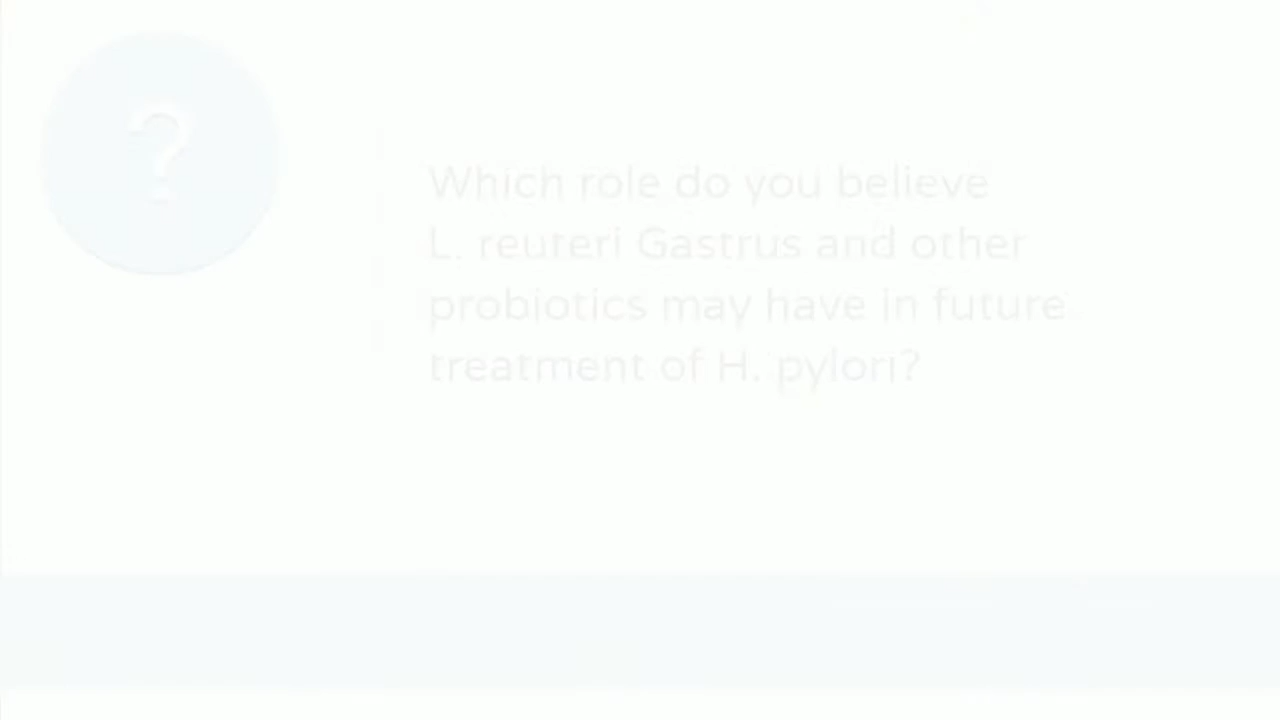 ?
Which role do you believe
L. reuteri Gastrus and other
probiotics may have in future
treatment of H. pylori?